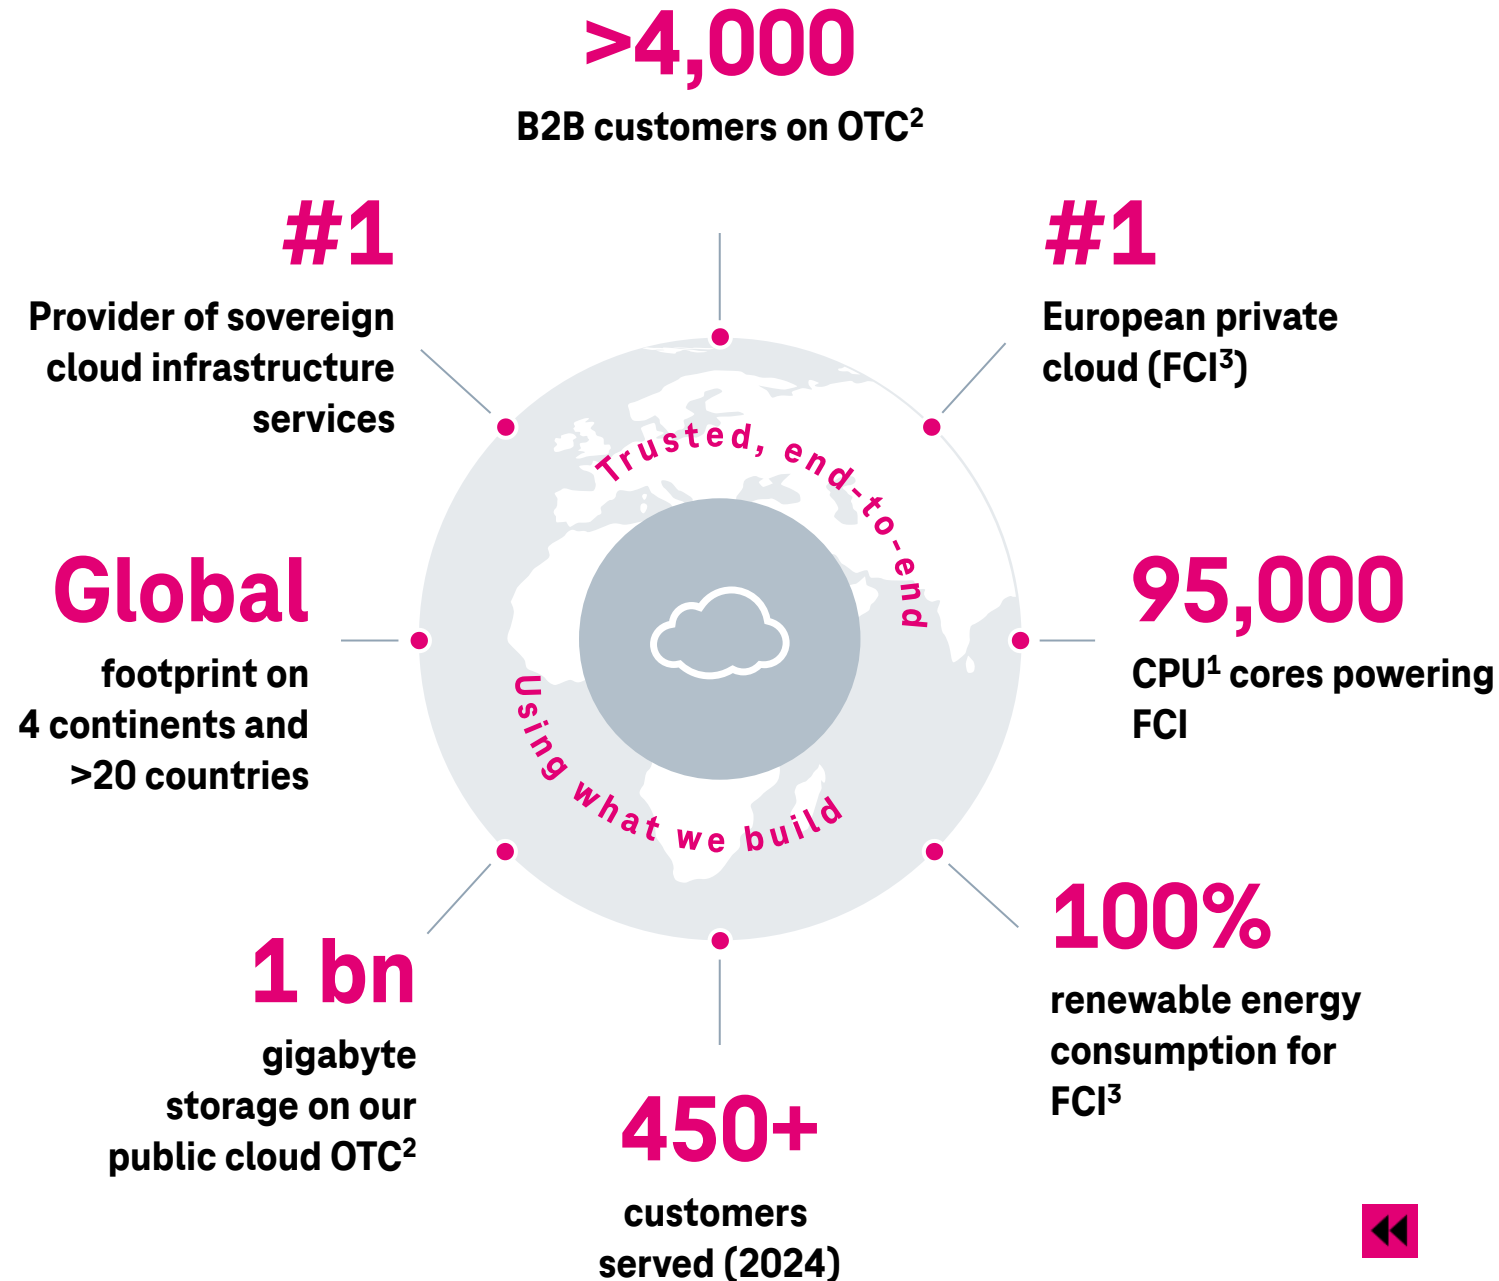 >4,000
B2B customers on OTC²
#1
Provider of sovereign
cloud infrastructure
services
#1
European private
cloud (FCI³)
Trusted, end-to-end
Global
footprint on
4 continents and
>20 countries
95,000
CPU¹ cores powering
FCI
Using what we build
1 bn
gigabyte
storage on our
public cloud OTC²
100%
renewable energy
consumption for
FCI³
450+
customers
served (2024)